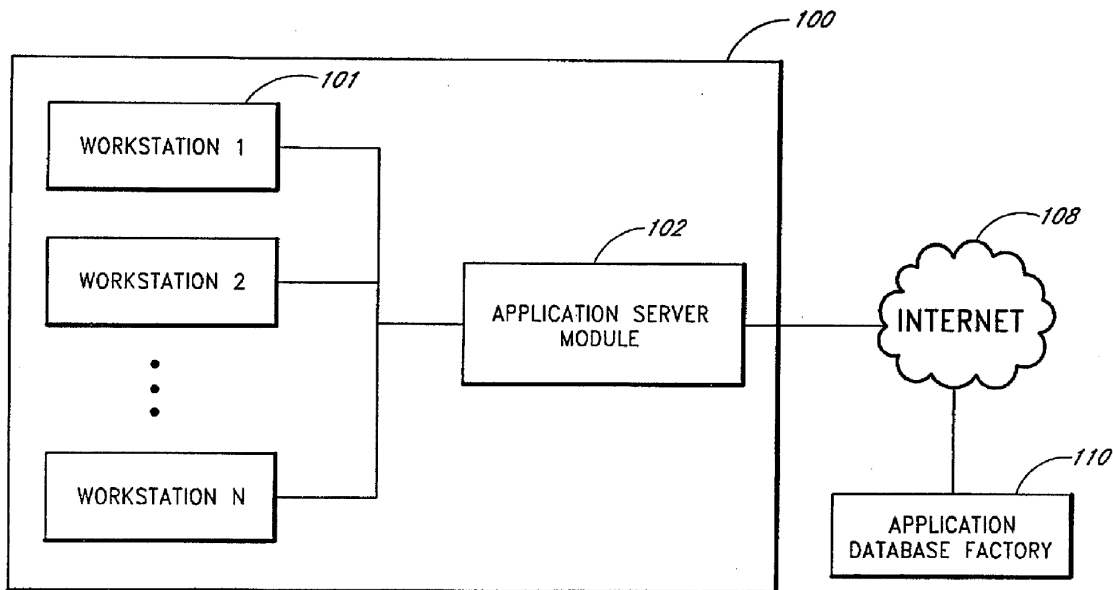 100
101
WORKSTATION 1
102
108
WORKSTATION 2
APPLICATION SERVER
MODULE
INTERNET
110
WORKSTATION N
APPLICATION
DATABASE FACTORY